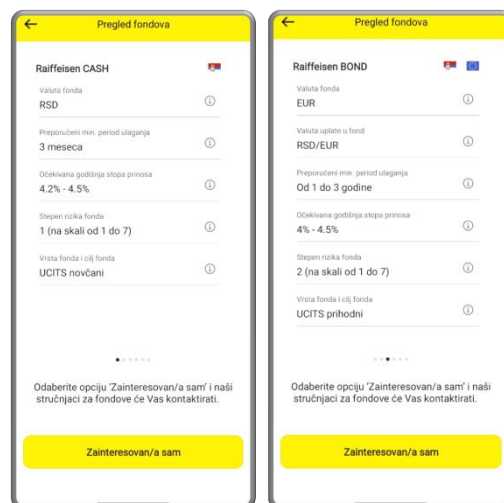 Pregled fondova
Raiffeisen CASH
Valuta fonda
RSD
Preporučeni min. period ulaganja
3 meseca
Očekivana godišnja stopa prinosa
4.2% - 4.5%
Stepen rizika fonda
1 (na skali od 1 do 7)
Vrsta fonda i cilj fonda
UCITS novčani
Odaberite opciju 'Zainteresovan/a sam' i naši
stručnjaci za fondove će Vas kontaktirati.
Zainteresovan/a sam
Pregled fondova
Raiffeisen BOND
Valuta fonda
EUR
Valuta uplate u fond
RSD/EUR
Preporučeni min. period ulaganja
Od 1 do 3 godine
Očekivana godišnja stopa prinosa
4% - 4.5%
Stepen rizika fonda
2 (na skali od 1 do 7)
Vrsta fonda i cilj fonda
UCITS prihodni
Odaberite opciju 'Zainteresovan/a sam' i naši
stručnjaci za fondove će Vas kontaktirati.
Zainteresovan/a sam